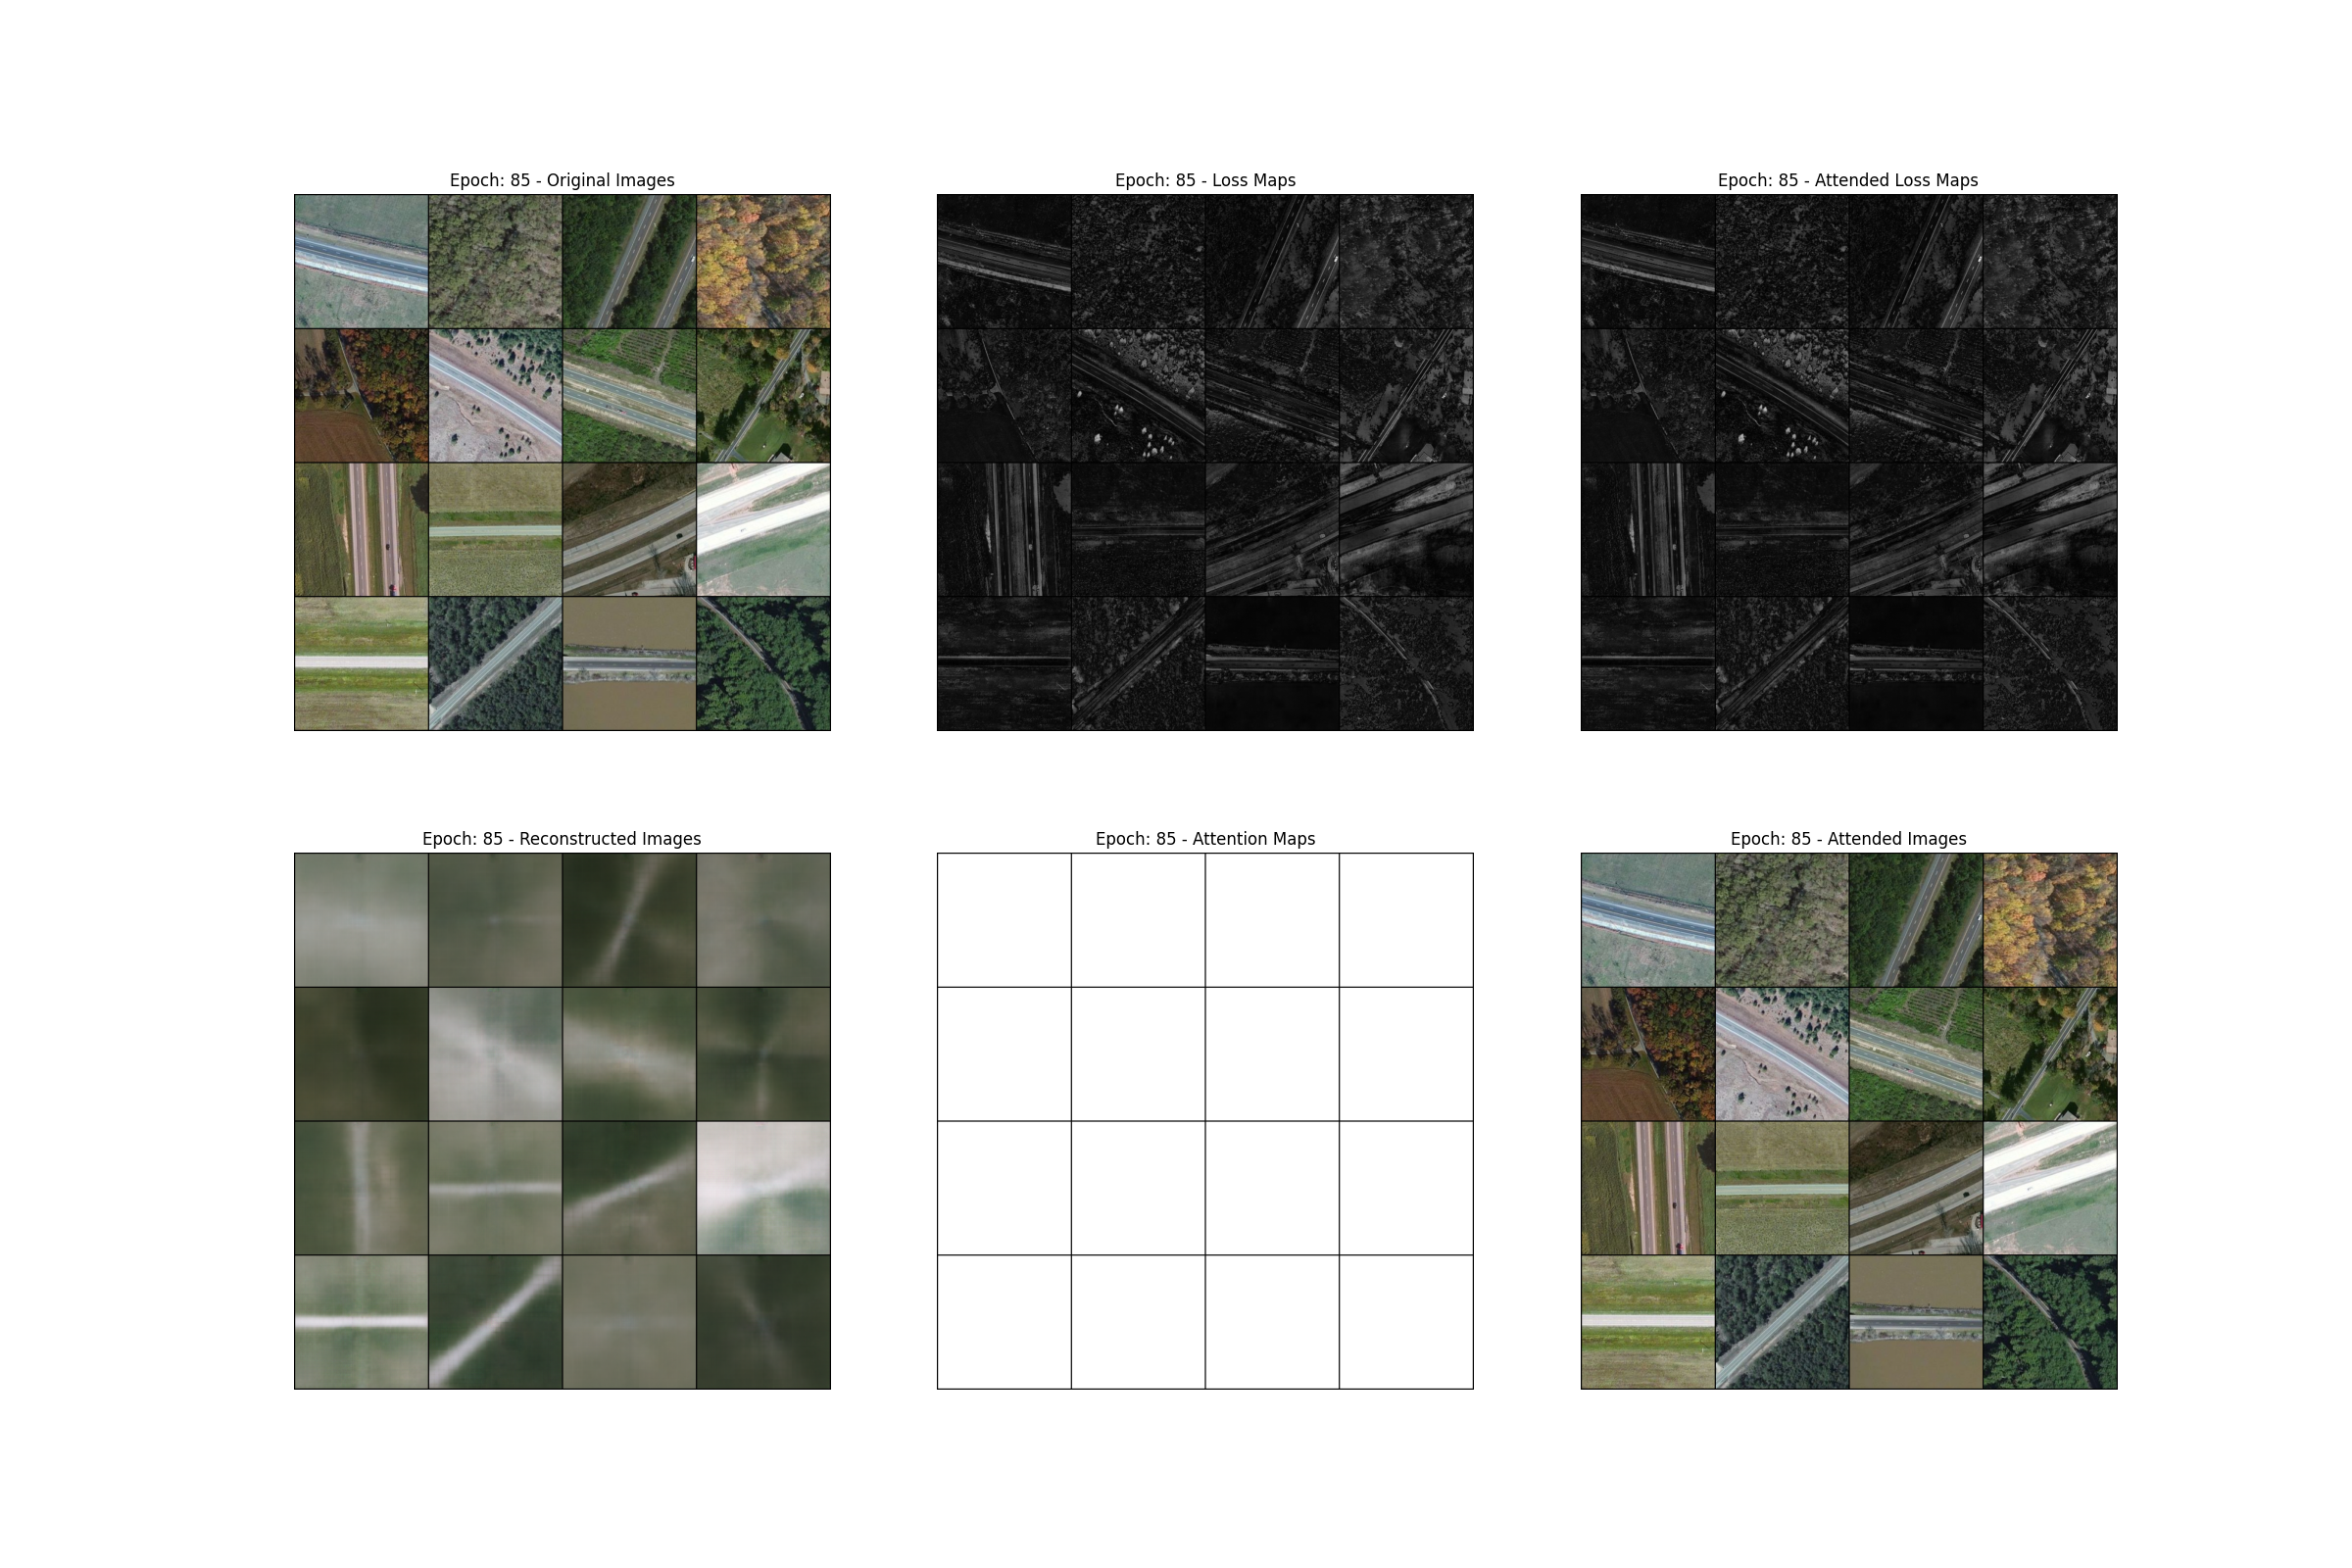 Epoch: 85 - Original Images
Epoch: 85 - Loss Maps
Epoch: 85 - Attended Loss Maps
Epoch: 85 - Reconstructed Images
Epoch: 85 - Attention Maps
Epoch: 85 - Attended Images